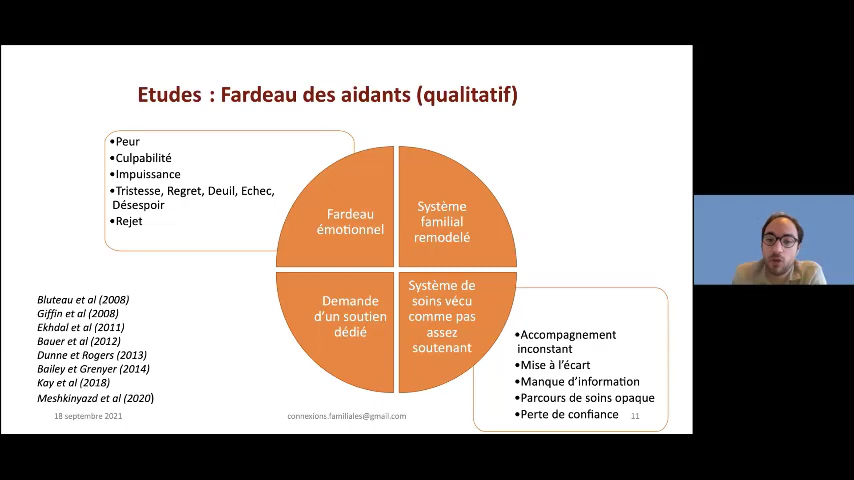 Etudes : Fardeau des aidants (qualitatif)
•Peur
•Culpabilité
•Impuissance
•Tristesse, Regret, Deuil, Echec,
Désespoir
•Rejet
Fardeau
émotionnel
Système
familial
remodelé
Demande
d'un soutien
dédié
Système de
soins vécu
comme pas
assez
soutenant
•Accompagnement
inconstant
•Mise à l'écart
•Manque d'information
•Parcours de soins opaque
•Perte de confiance
Bluteau et al (2008)
Giffin et al (2008)
Ekhdal et al (2011)
Bauer et al (2012)
Dunne et Rogers (2013)
Bailey et Grenyer (2014)
Kay et al (2018)
Meshkinyazd et al (2020)
18 septembre 2021
connexions.familiales@gmail.com
11